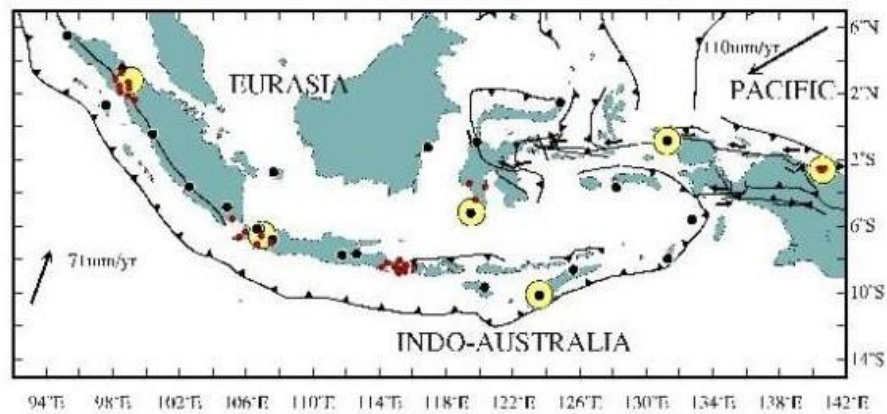 6°N
110mm/yr
EURASIA
PACIFIC
2°N
2°S
6°S
71mm/yr
10°S
INDO-AUSTRALIA
14°S
94°E 98°E 102°E 106°E 110°E 114°E 118°E 122°E 126°E 130°E 134°E 138°E 142°E